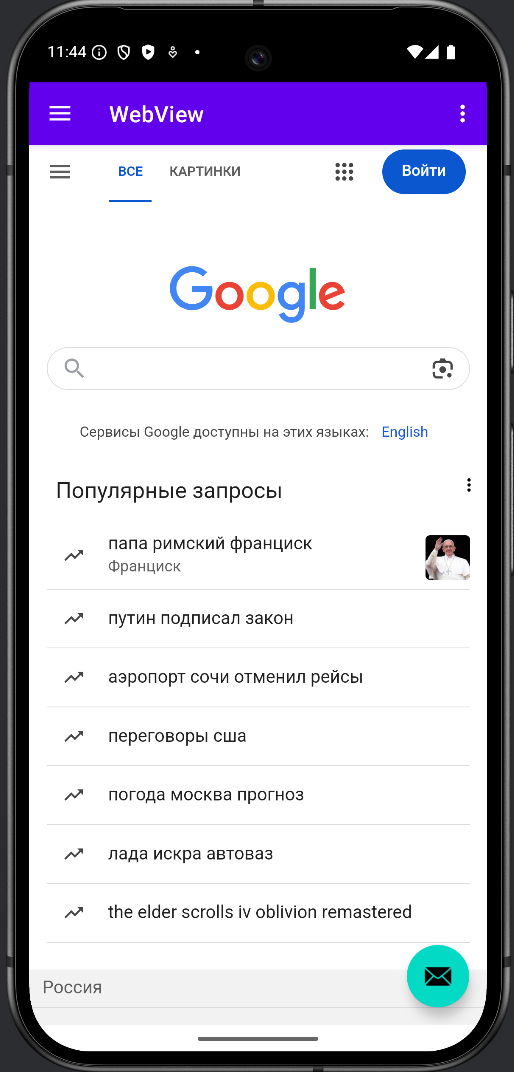 11:44
WebView
ВСЕ КАРТИНКИ Войти
Google
Сервисы Google доступны на этих языках: English
Популярные запросы
папа римский франциск
Франциск
путин подписал закон
аэропорт сочи отменил рейсы
переговоры сша
погода москва прогноз
лада искра автоваз
the elder scrolls iv oblivion remastered
Россия